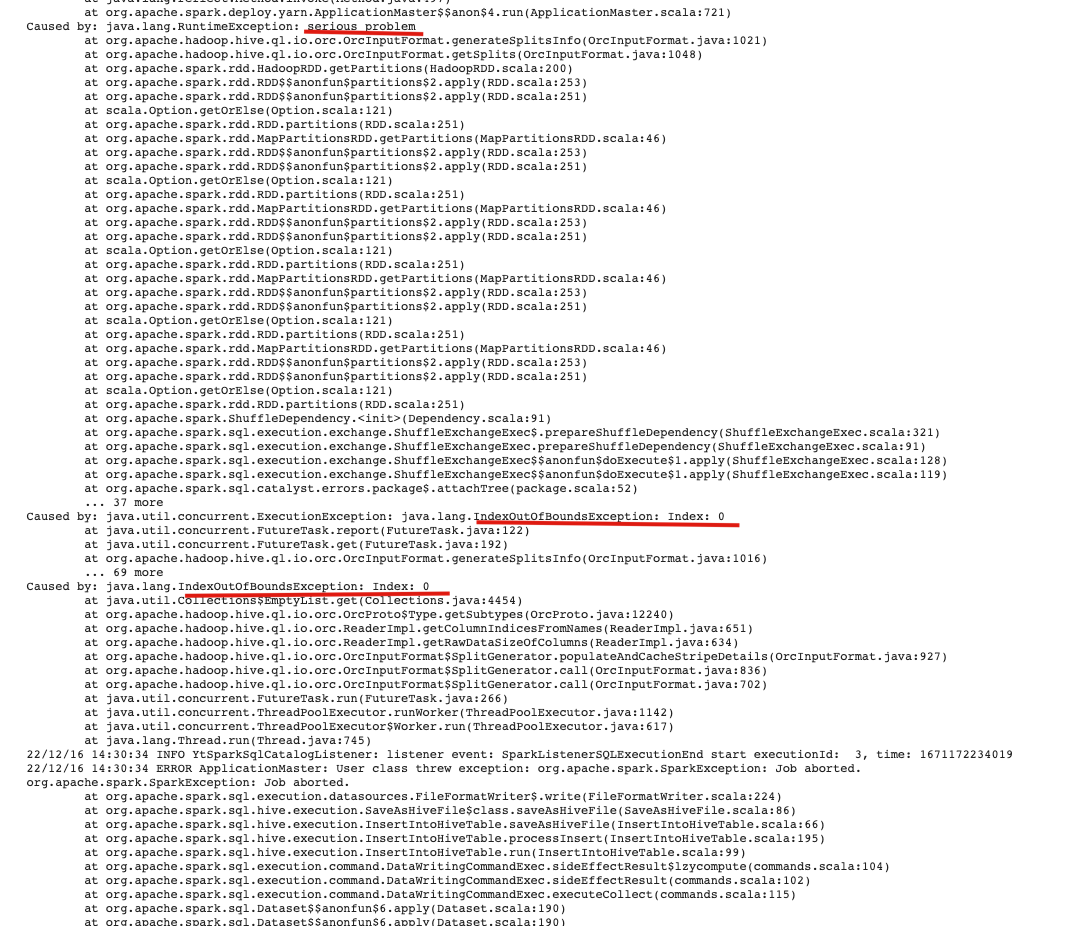 at java.lang.reflect.Method.invoke(Method.java:497)
at org.apache.spark.deploy.yarn.ApplicationMaster$$anon$4.run(ApplicationMaster.scala:721)
Caused by: java.lang.RuntimeException: serious problem
at org.apache.hadoop.hive.ql.io.orc.OrcInputFormat.generateSplitsInfo(OrcInputFormat.java:1021)
at org.apache.hadoop.hive.ql.io.orc.OrcInputFormat.getSplits(OrcInputFormat.java:1048)
at org.apache.spark.rdd.HadoopRDD.getPartitions(HadoopRDD.scala:200)
at org.apache.spark.rdd.RDD$$anonfun$partitions$2.apply(RDD.scala:253)
at org.apache.spark.rdd.RDD$$anonfun$partitions$2.apply(RDD.scala:251)
at scala.Option.getOrElse(Option.scala:121)
at org.apache.spark.rdd.RDD.partitions(RDD.scala:251)
at org.apache.spark.rdd.MapPartitionsRDD.getPartitions(MapPartitionsRDD.scala:46)
at org.apache.spark.rdd.RDD$$anonfun$partitions$2.apply(RDD.scala:253)
at org.apache.spark.rdd.RDD$$anonfun$partitions$2.apply(RDD.scala:251)
at scala.Option.getOrElse(Option.scala:121)
at org.apache.spark.rdd.RDD.partitions(RDD.scala:251)
at org.apache.spark.rdd.MapPartitionsRDD.getPartitions(MapPartitionsRDD.scala:46)
at org.apache.spark.rdd.RDD$$anonfun$partitions$2.apply(RDD.scala:253)
at org.apache.spark.rdd.RDD$$anonfun$partitions$2.apply(RDD.scala:251)
at scala.Option.getOrElse(Option.scala:121)
at org.apache.spark.rdd.RDD.partitions(RDD.scala:251)
at org.apache.spark.rdd.MapPartitionsRDD.getPartitions(MapPartitionsRDD.scala:46)
at org.apache.spark.rdd.RDD$$anonfun$partitions$2.apply(RDD.scala:253)
at org.apache.spark.rdd.RDD$$anonfun$partitions$2.apply(RDD.scala:251)
at scala.Option.getOrElse(Option.scala:121)
at org.apache.spark.rdd.RDD.partitions(RDD.scala:251)
at org.apache.spark.rdd.MapPartitionsRDD.getPartitions(MapPartitionsRDD.scala:46)
at org.apache.spark.rdd.RDD$$anonfun$partitions$2.apply(RDD.scala:253)
at org.apache.spark.rdd.RDD$$anonfun$partitions$2.apply(RDD.scala:251)
at scala.Option.getOrElse(Option.scala:121)
at org.apache.spark.rdd.RDD.partitions(RDD.scala:251)
at org.apache.spark.ShuffleDependency.<init>(Dependency.scala:91)
at org.apache.spark.sql.execution.exchange.ShuffleExchangeExec$.prepareShuffleDependency(ShuffleExchangeExec.scala:321)
at org.apache.spark.sql.execution.exchange.ShuffleExchangeExec.prepareShuffleDependency(ShuffleExchangeExec.scala:91)
at org.apache.spark.sql.execution.exchange.ShuffleExchangeExec$$anonfun$doExecute$1.apply(ShuffleExchangeExec.scala:128)
at org.apache.spark.sql.execution.exchange.ShuffleExchangeExec$$anonfun$doExecute$1.apply(ShuffleExchangeExec.scala:119)
at org.apache.spark.sql.catalyst.errors.package$.attachTree(package.scala:52)
... 37 more
Caused by: java.util.concurrent.ExecutionException: java.lang.IndexOutOfBoundsException: Index: 0
at java.util.concurrent.FutureTask.report(FutureTask.java:122)
at java.util.concurrent.FutureTask.get(FutureTask.java:192)
at org.apache.hadoop.hive.ql.io.orc.OrcInputFormat.generateSplitsInfo(OrcInputFormat.java:1016)
... 69 more
Caused by: java.lang.IndexOutOfBoundsException: Index: 0
at java.util.Collections$EmptyList.get(Collections.java:4454)
at org.apache.hadoop.hive.ql.io.orc.OrcProto$Type.getSubtypes(OrcProto.java:12240)
at org.apache.hadoop.hive.ql.io.orc.ReaderImpl.getColumnIndicesFromNames(ReaderImpl.java:651)
at org.apache.hadoop.hive.ql.io.orc.ReaderImpl.getRawDataSizeOfColumns(ReaderImpl.java:634)
at org.apache.hadoop.hive.ql.io.orc.OrcInputFormat$SplitGenerator.populateAndCacheStripeDetails(OrcInputFormat.java:927)
at org.apache.hadoop.hive.ql.io.orc.OrcInputFormat$SplitGenerator.call(OrcInputFormat.java:836)
at org.apache.hadoop.hive.ql.io.orc.OrcInputFormat$SplitGenerator.call(OrcInputFormat.java:702)
at java.util.concurrent.FutureTask.run(FutureTask.java:266)
at java.util.concurrent.ThreadPoolExecutor.runWorker(ThreadPoolExecutor.java:1142)
at java.util.concurrent.ThreadPoolExecutor$Worker.run(ThreadPoolExecutor.java:617)
at java.lang.Thread.run(Thread.java:745)
22/12/16 14:30:34 INFO YtSparkSqlCatalogListener: listener event: SparkListenerSQLExecutionEnd start executionId:  3, time: 1671172234019
22/12/16 14:30:34 ERROR ApplicationMaster: User class threw exception: org.apache.spark.SparkException: Job aborted.
org.apache.spark.SparkException: Job aborted.
at org.apache.spark.sql.execution.datasources.FileFormatWriter$.write(FileFormatWriter.scala:224)
at org.apache.spark.sql.hive.execution.SaveAsHiveFile$class.saveAsHiveFile(SaveAsHiveFile.scala:86)
at org.apache.spark.sql.hive.execution.InsertIntoHiveTable.saveAsHiveFile(InsertIntoHiveTable.scala:66)
at org.apache.spark.sql.hive.execution.InsertIntoHiveTable.processInsert(InsertIntoHiveTable.scala:195)
at org.apache.spark.sql.hive.execution.InsertIntoHiveTable.run(InsertIntoHiveTable.scala:99)
at org.apache.spark.sql.execution.command.DataWritingCommandExec.sideEffectResult$lzycompute(commands.scala:104)
at org.apache.spark.sql.execution.command.DataWritingCommandExec.sideEffectResult(commands.scala:102)
at org.apache.spark.sql.execution.command.DataWritingCommandExec.executeCollect(commands.scala:115)
at org.apache.spark.sql.Dataset$$anonfun$6.apply(Dataset.scala:190)
at org.apache.spark.sql.Dataset$$anonfun$6.apply(Dataset.scala:190)